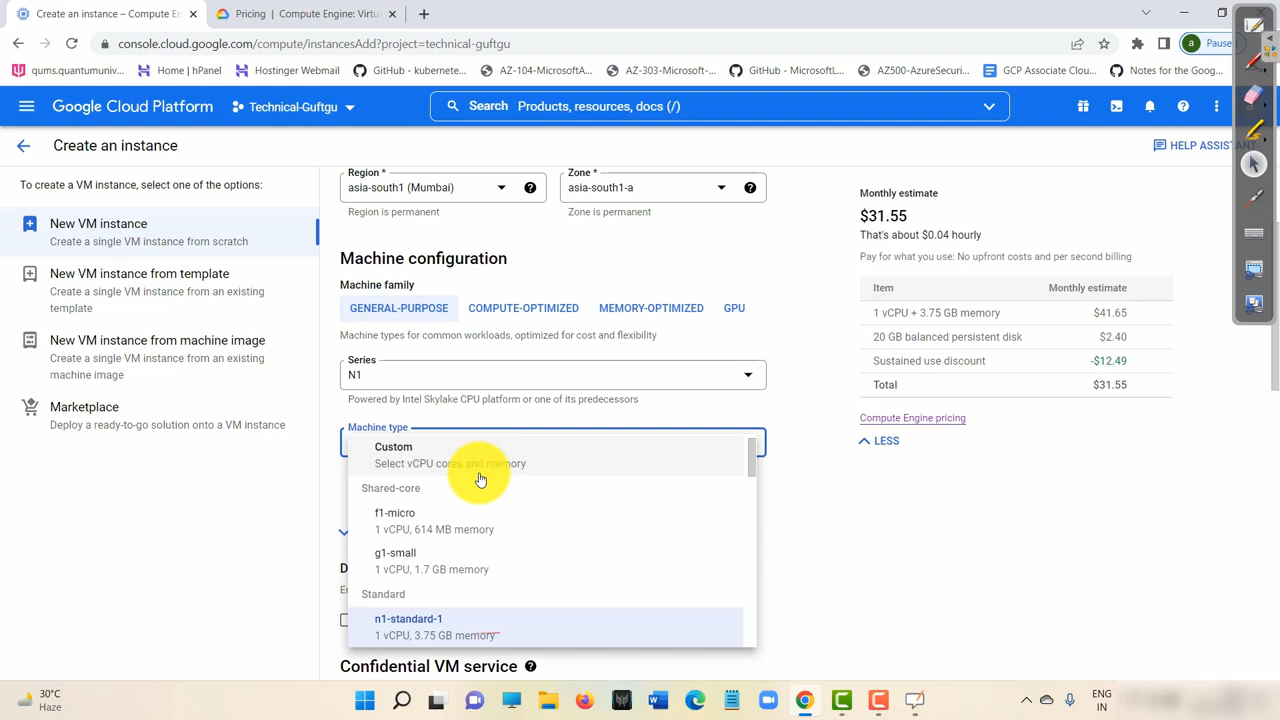 Create an instance – Compute En
Pricing | Compute Engine: Virtu
console.cloud.google.com/compute/instancesAdd?project=technical-guftgu
a
Paused
qums.quantumuniv...
Home | hPanel
Hostinger Webmail
GitHub - kubernete...
AZ-104-MicrosoftA...
AZ-303-Microsoft-...
GitHub - MicrosoftL...
AZ500-AzureSecuri...
GCP Associate Clou...
Notes for the Goog...
Google Cloud Platform
Technical-Guftgu
Search Products, resources, docs (/)
Create an instance
HELP ASSISTANT
To create a VM instance, select one of the options:
New VM instance
Create a single VM instance from scratch
New VM instance from template
Create a single VM instance from an existing
template
New VM instance from machine image
Create a single VM instance from an existing
machine image
Marketplace
Deploy a ready-to-go solution onto a VM instance
Region *
asia-south1 (Mumbai)
Region is permanent
Zone *
asia-south1-a
Zone is permanent
Machine configuration
Machine family
GENERAL-PURPOSE
COMPUTE-OPTIMIZED
MEMORY-OPTIMIZED
GPU
Machine types for common workloads, optimized for cost and flexibility
Series
N1
Powered by Intel Skylake CPU platform or one of its predecessors
Machine type
Custom
Select vCPU cores and memory
Shared-core
f1-micro
1 vCPU, 614 MB memory
g1-small
1 vCPU, 1.7 GB memory
Standard
n1-standard-1
1 vCPU, 3.75 GB memory
Confidential VM service
Monthly estimate
$31.55
That's about $0.04 hourly
Pay for what you use: No upfront costs and per second billing
Item Monthly estimate
1 vCPU + 3.75 GB memory $41.65
20 GB balanced persistent disk $2.40
Sustained use discount -$12.49
Total $31.55
Compute Engine pricing
LESS
30°C
Haze
ENG
IN